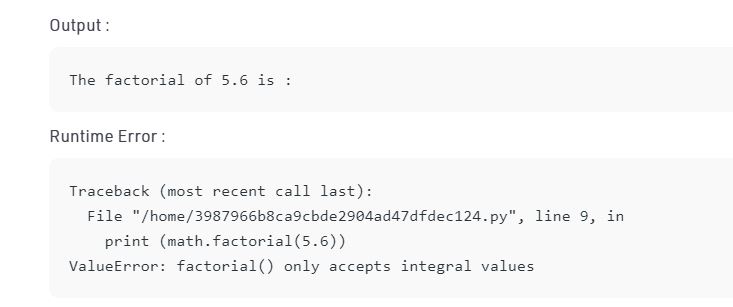 Output :
The factorial of 5.6 is :
Runtime Error :
Traceback (most recent call last):
File "/home/3987966b8ca9cbde2904ad47dfdec124.py", line 9, in
print (math.factorial(5.6))
ValueError: factorial() only accepts integral values